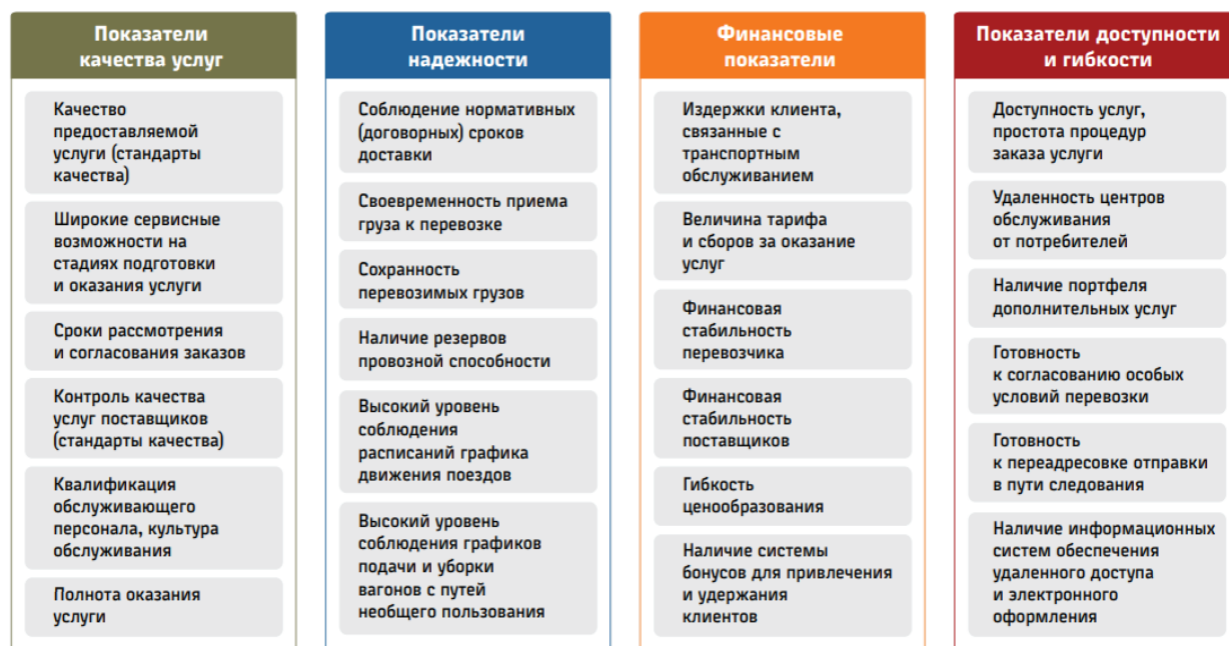 Показатели
качества услуг
Качество
предоставляемой
услуги (стандарты
качества)
Широкие сервисные
возможности на
стадиях подготовки
и оказания услуги
Сроки рассмотрения
и согласования заказов
Контроль качества
услуг поставщиков
(стандарты качества)
Квалификация
обслуживающего
персонала, культура
обслуживания
Полнота оказания
услуги
Показатели
надежности
Соблюдение нормативных
(договорных) сроков
доставки
Своевременность приема
груза к перевозке
Сохранность
перевозимых грузов
Наличие резервов
провозной способности
Высокий уровень
соблюдения
расписаний графика
движения поездов
Высокий уровень
соблюдения графиков
подачи и уборки
вагонов с путей
необщего пользования
Финансовые
показатели
Издержки клиента,
связанные с
транспортным
обслуживанием
Величина тарифа
и сборов за оказание
услуг
Финансовая
стабильность
перевозчика
Финансовая
стабильность
поставщиков
Гибкость
ценообразования
Наличие системы
бонусов для привлечения
и удержания
клиентов
Показатели доступности
и гибкости
Доступность услуг,
простота процедур
заказа услуги
Удаленность центров
обслуживания
от потребителей
Наличие портфеля
дополнительных услуг
Готовность
к согласованию особых
условий перевозки
Готовность
к переадресовке отправки
в пути следования
Наличие информационных
систем обеспечения
удаленного доступа
и электронного
оформления